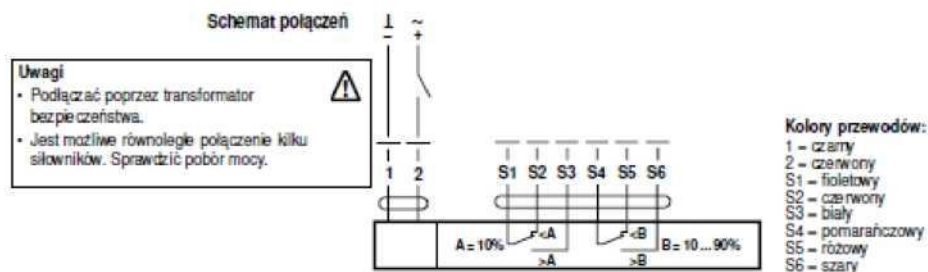 Schemat połączeń
⊥ ~
– +
Uwagi
• Podłączać poprzez transformator
bezpieczeństwa.
• Jest możliwe równoległe połączenie kilku
siłowników. Sprawdzić pobór mocy.
1 2 S1 S2 S3 S4 S5 S6
A = 10% <A >A <B >B B = 10 ... 90%
Kolory przewodów:
1 – czarny
2 – czerwony
S1 – fioletowy
S2 – czerwony
S3 – biały
S4 – pomarańczowy
S5 – różowy
S6 – szary